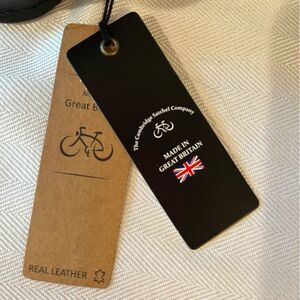 The Cambridge Satchel Company
MADE IN
GREAT BRITAIN
Great
REAL LEATHER